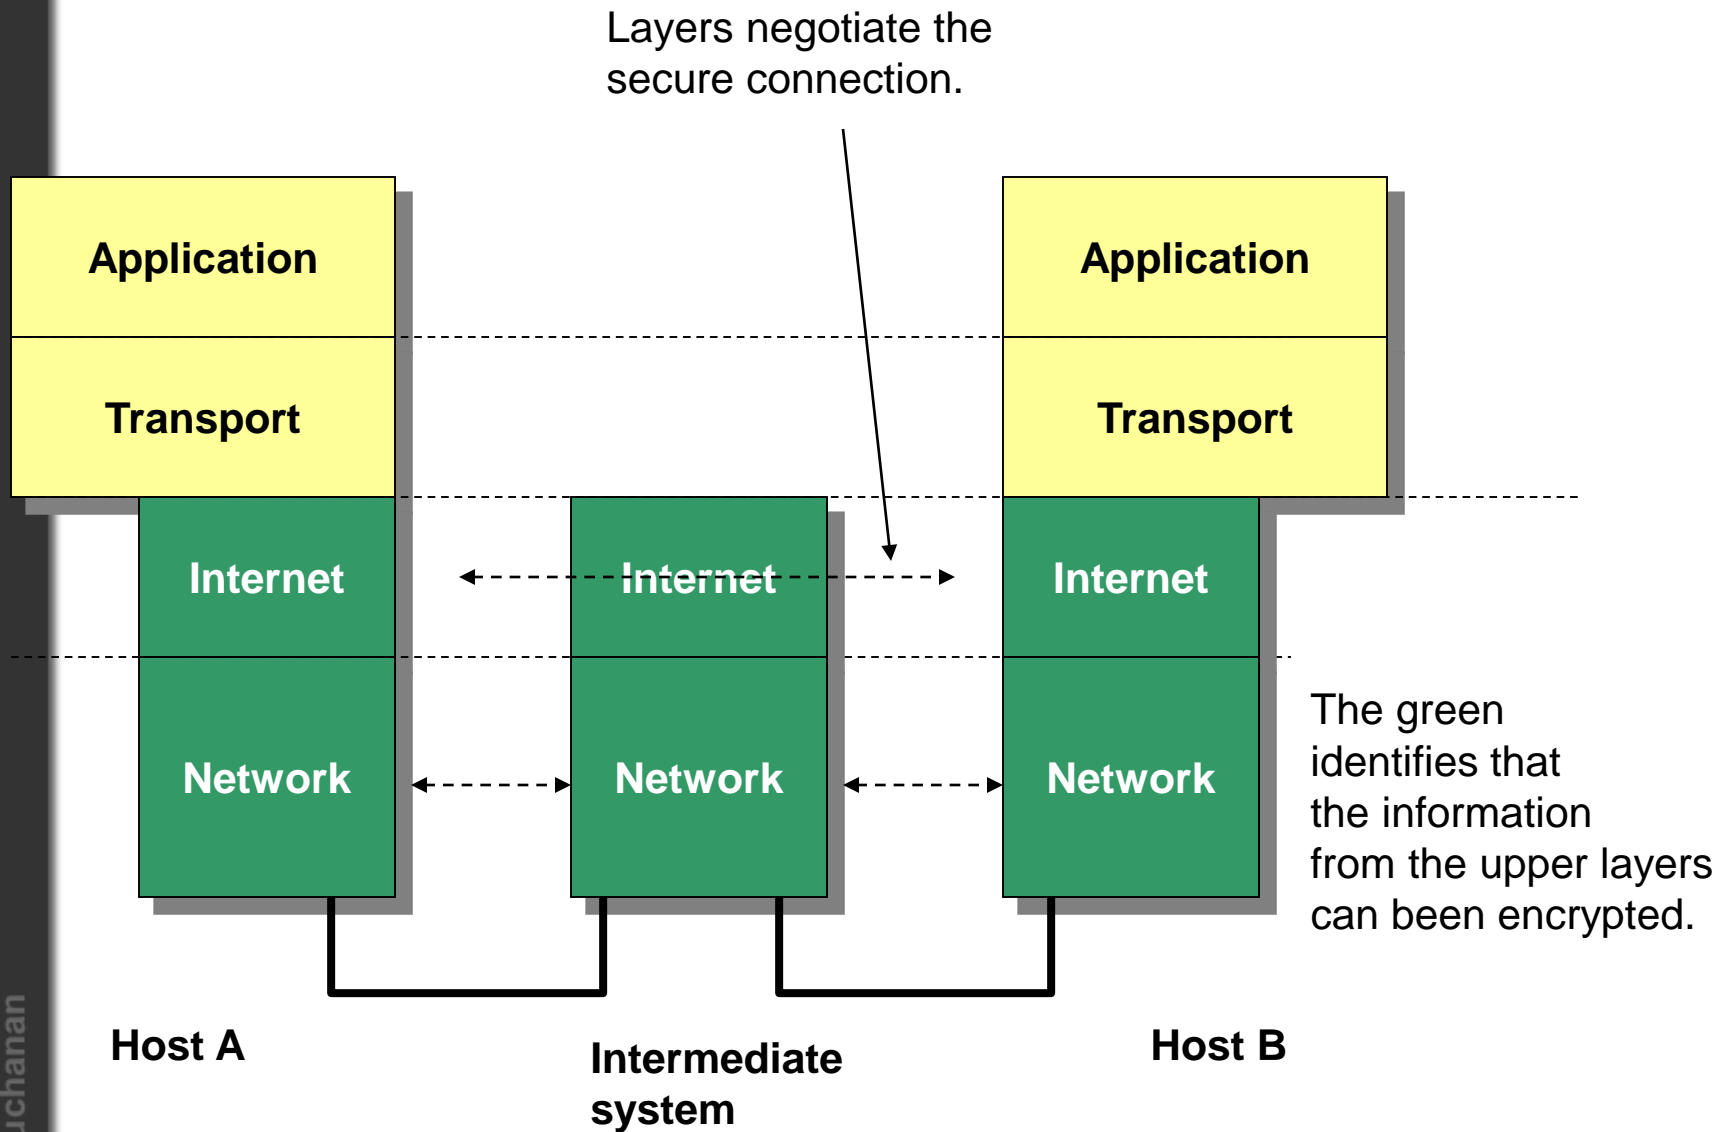 Layers negotiate the
secure connection.
Application
Application
Transport
Transport
Internet
Internet
Internet
Network
Network
Network
The green
identifies that
the information
from the upper layers
can been encrypted.
Host A
Intermediate
system
Host B
uchanan